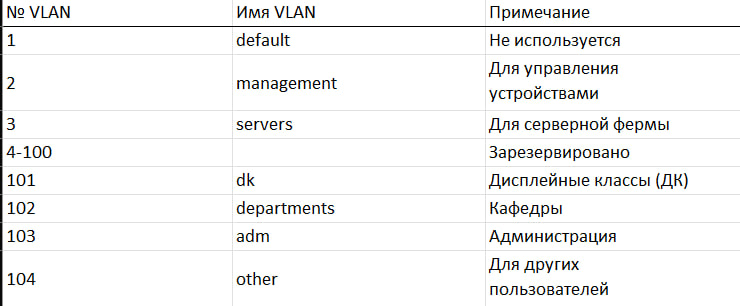 № VLAN Имя VLAN Примечание
1 default Не используется
2 management Для управления
устройствами
3 servers Для серверной фермы
4-100 Зарезервировано
101 dk Дисплейные классы (ДК)
102 departments Кафедры
103 adm Администрация
104 other Для других
пользователей